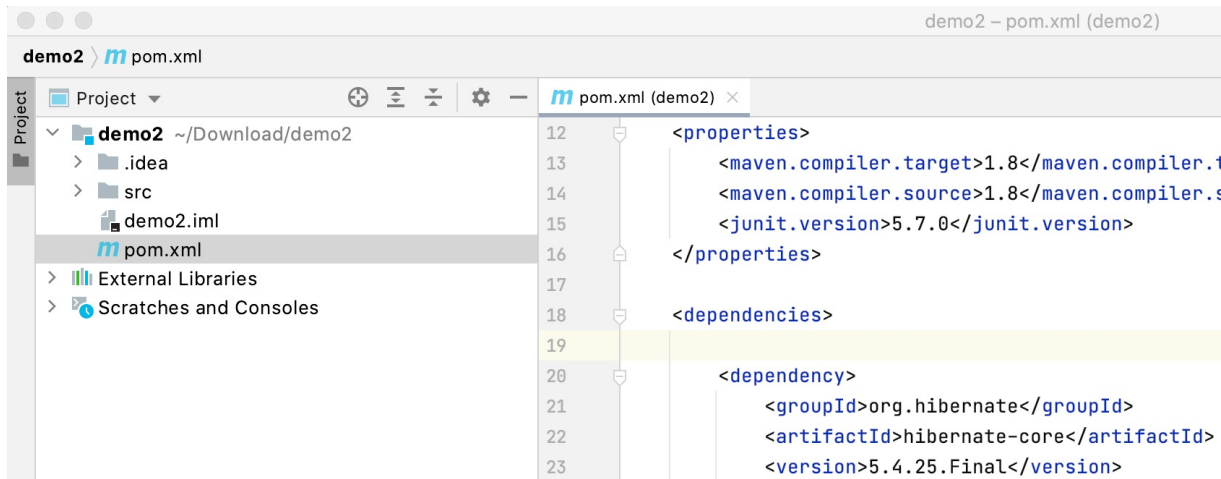 demo2 – pom.xml (demo2)
demo2 〉 m pom.xml
Project
Project
demo2 ~/Download/demo2
.idea
src
demo2.iml
m pom.xml
External Libraries
Scratches and Consoles
m pom.xml (demo2) ×
12 <properties>
13 <maven.compiler.target>1.8</maven.compiler.t
14 <maven.compiler.source>1.8</maven.compiler.s
15 <junit.version>5.7.0</junit.version>
16 </properties>
17
18 <dependencies>
19
20 <dependency>
21 <groupId>org.hibernate</groupId>
22 <artifactId>hibernate-core</artifactId>
23 <version>5.4.25.Final</version>